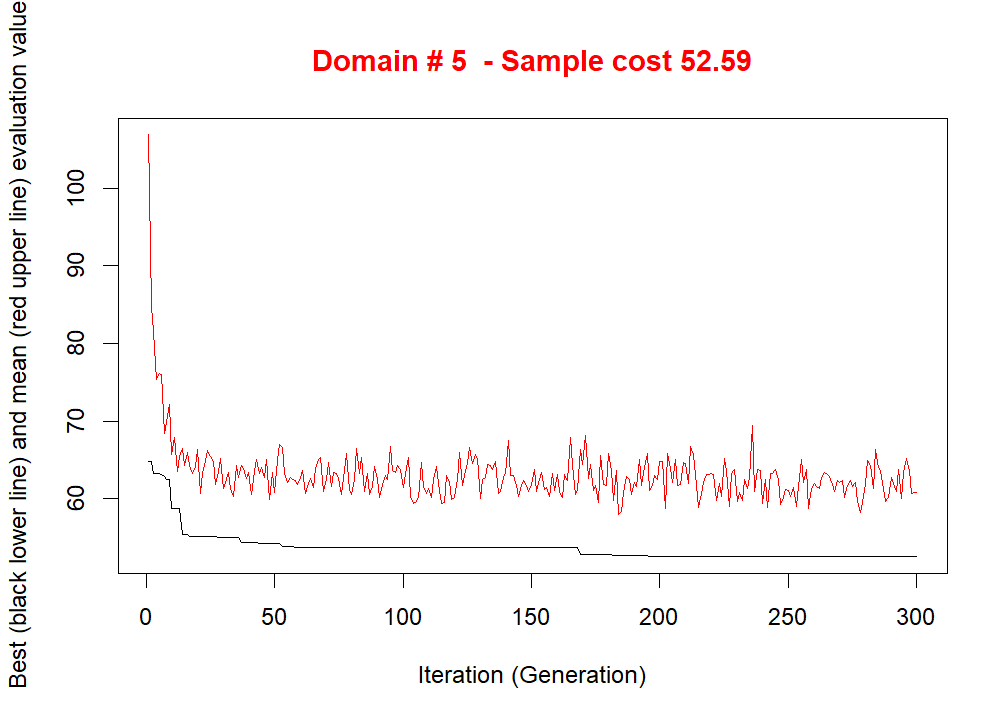 Domain # 5  - Sample cost 52.59
Best (black lower line) and mean (red upper line) evaluation value
100
90
80
70
60
0 50 100 150 200 250 300
Iteration (Generation)